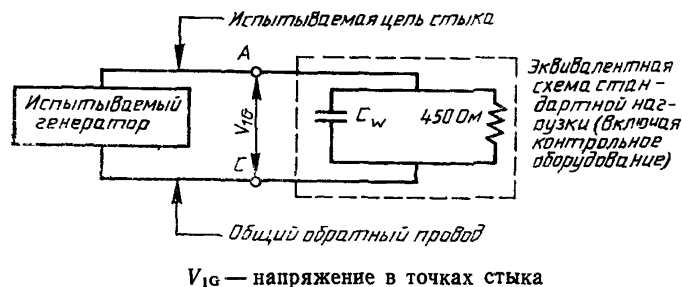 Испытываемая цепь стыка
A
Испытываемый
генератор
V1G
C
Cw
450 Ом
Эквивалентная
схема стан-
дартной наг-
рузки (включая
контрольное
оборудование)
Общий обратный провод
V1G — напряжение в точках стыка